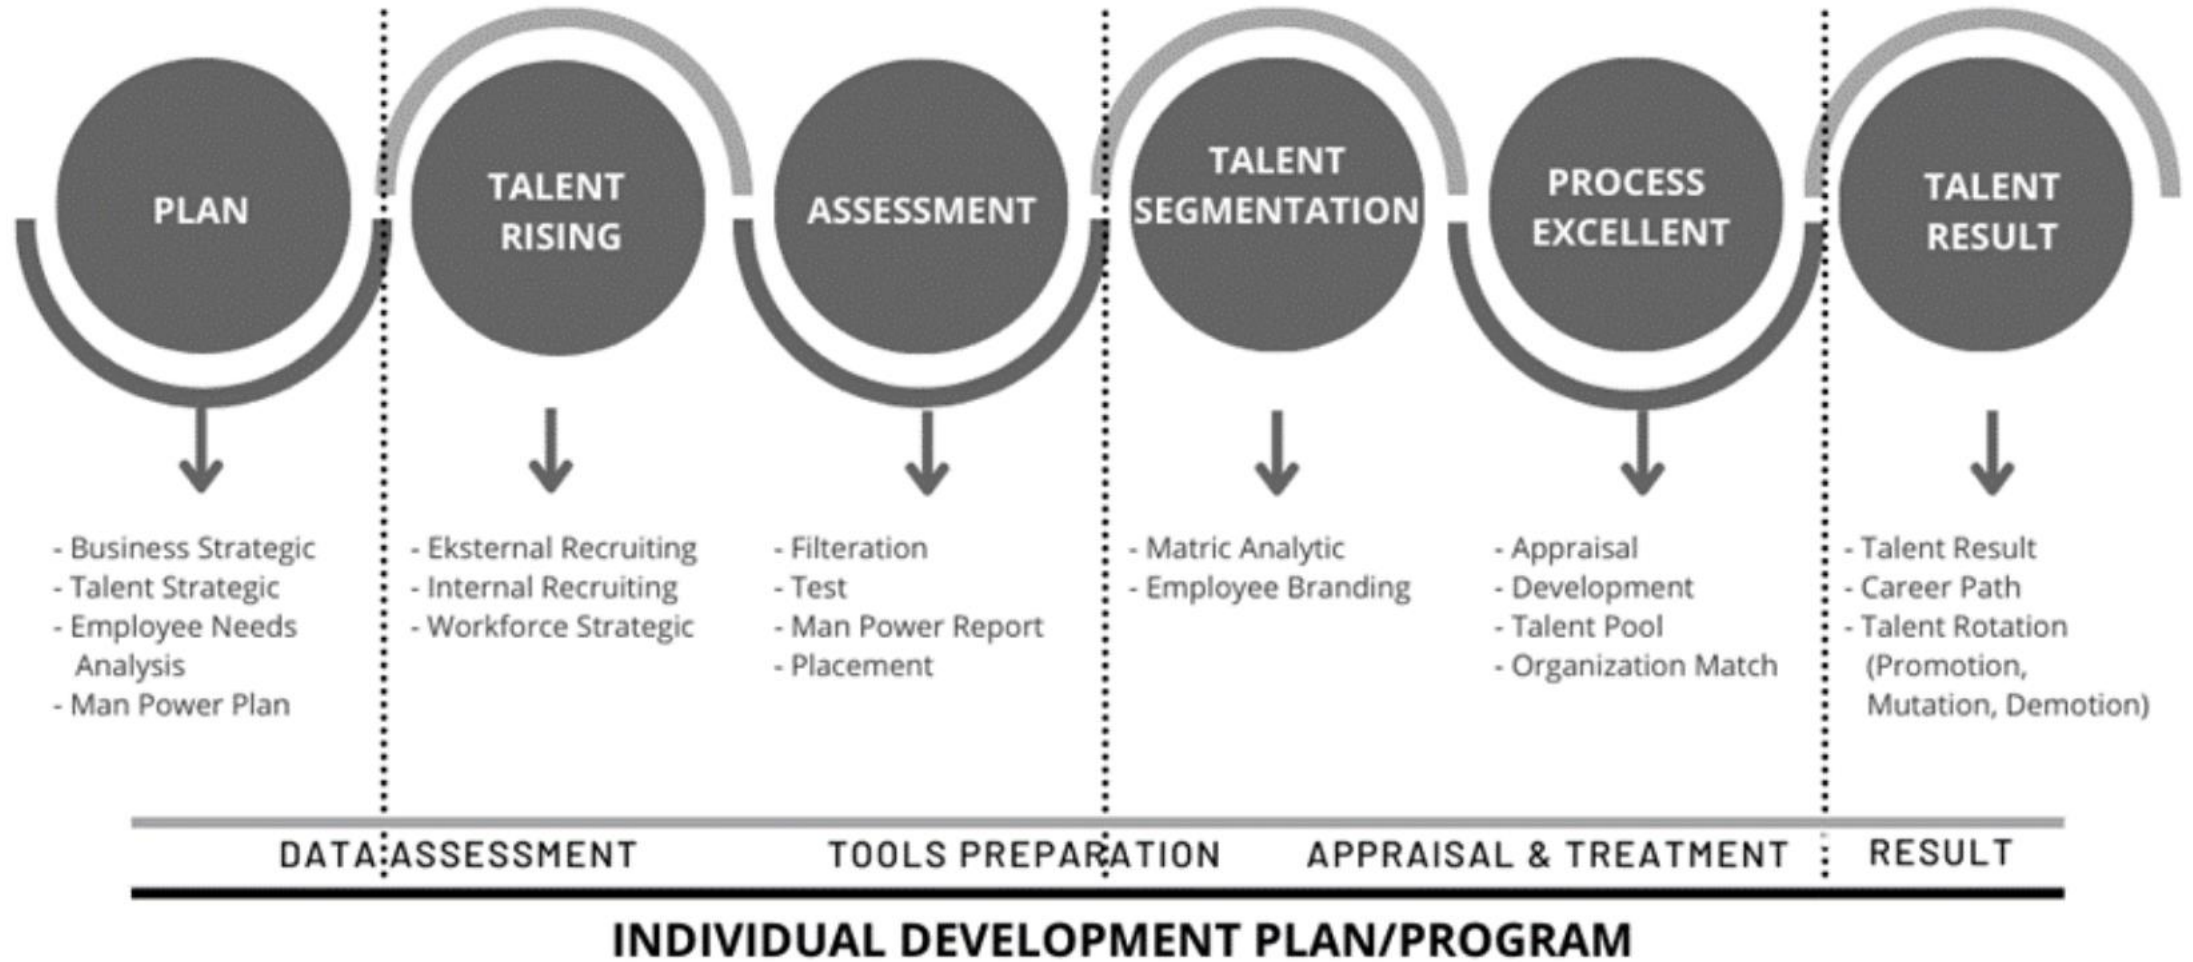 PLAN
TALENT
RISING
ASSESSMENT
TALENT
SEGMENTATION
PROCESS
EXCELLENT
TALENT
RESULT
- Business Strategic
- Talent Strategic
- Employee Needs
Analysis
- Man Power Plan
- Eksternal Recruiting
- Internal Recruiting
- Workforce Strategic
- Filteration
- Test
- Man Power Report
- Placement
- Matric Analytic
- Employee Branding
- Appraisal
- Development
- Talent Pool
- Organization Match
- Talent Result
- Career Path
- Talent Rotation
(Promotion,
Mutation, Demotion)
DATA ASSESSMENT
TOOLS PREPARATION
APPRAISAL & TREATMENT
RESULT
INDIVIDUAL DEVELOPMENT PLAN/PROGRAM